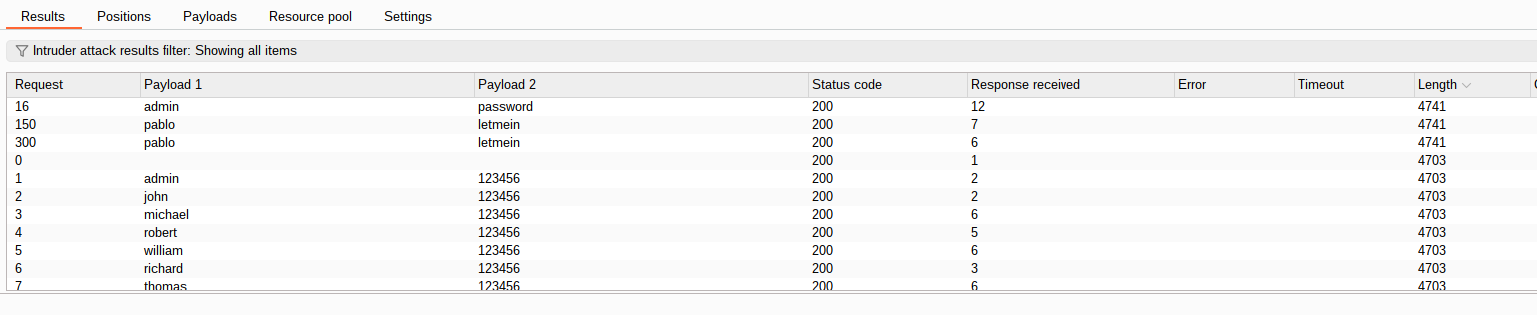 Results Positions Payloads Resource pool Settings
Intruder attack results filter: Showing all items
Request Payload 1 Payload 2 Status code Response received Error Timeout Length
16 admin password 200 12 4741
150 pablo letmein 200 7 4741
300 pablo letmein 200 6 4741
0 200 1 4703
1 admin 123456 200 2 4703
2 john 123456 200 2 4703
3 michael 123456 200 6 4703
4 robert 123456 200 5 4703
5 william 123456 200 6 4703
6 richard 123456 200 3 4703
7 thomas 123456 200 6 4703